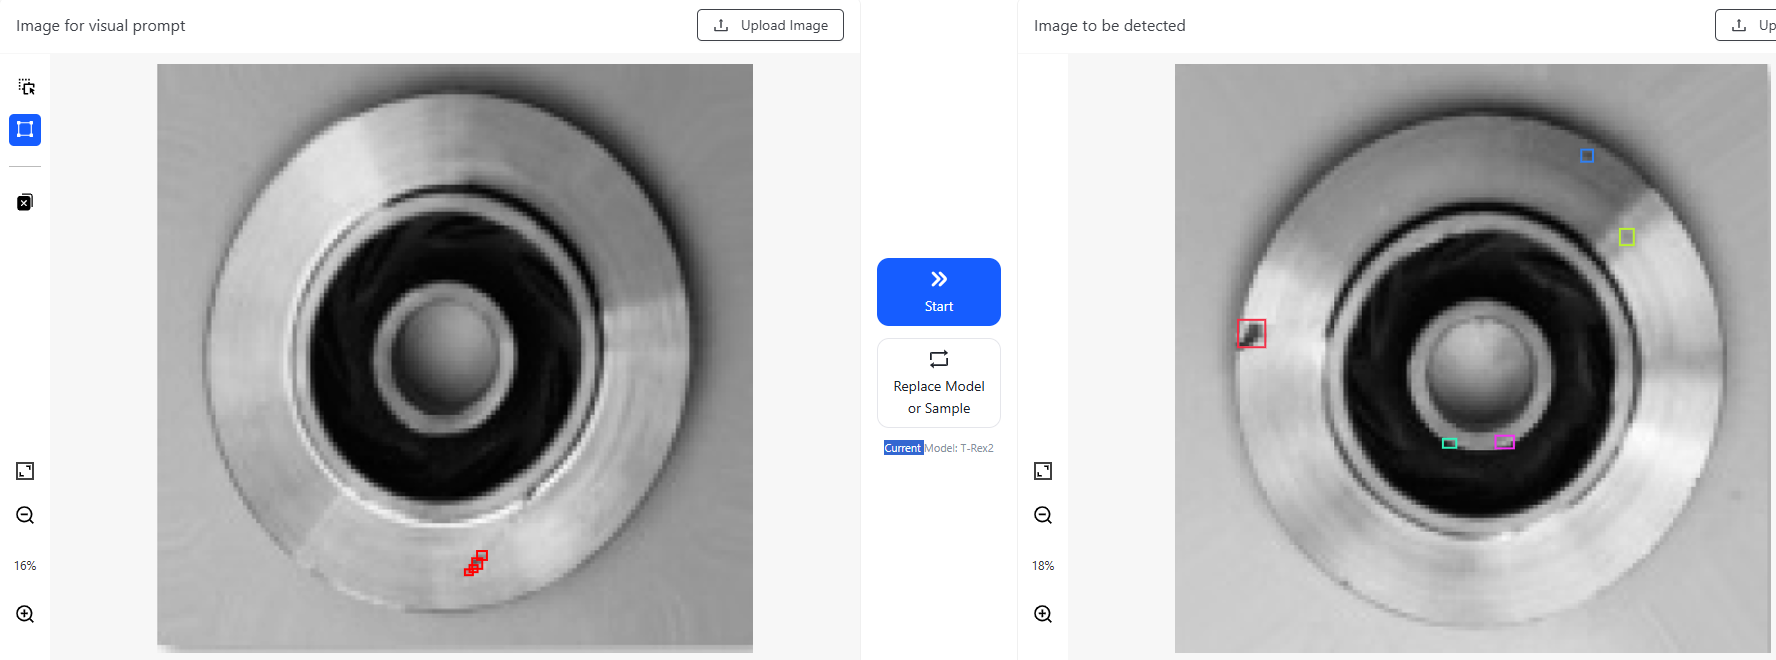 Image for visual prompt
Upload Image
Image to be detected
Up
Start
Replace Model
or Sample
Current Model: T-Rex2
16%
18%